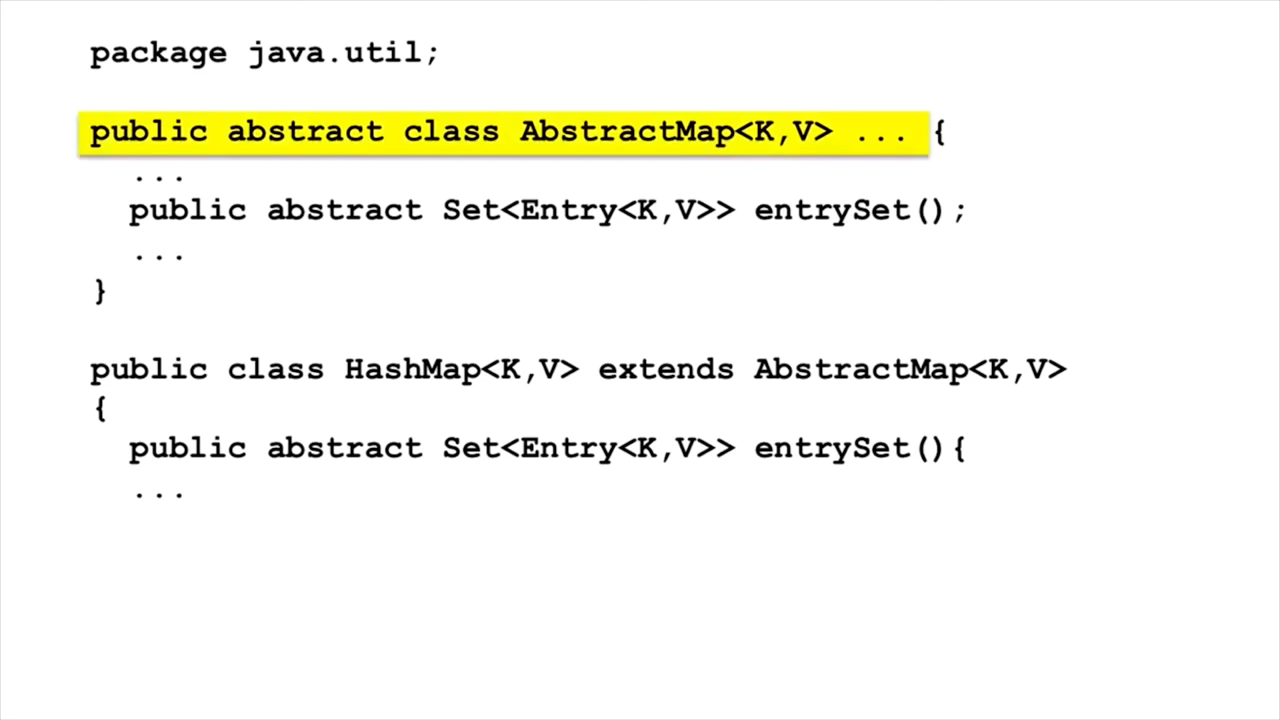 package java.util;
public abstract class AbstractMap<K,V> ... {
...
public abstract Set<Entry<K,V>> entrySet();
...
}
public class HashMap<K,V> extends AbstractMap<K,V>
{
public abstract Set<Entry<K,V>> entrySet(){
...